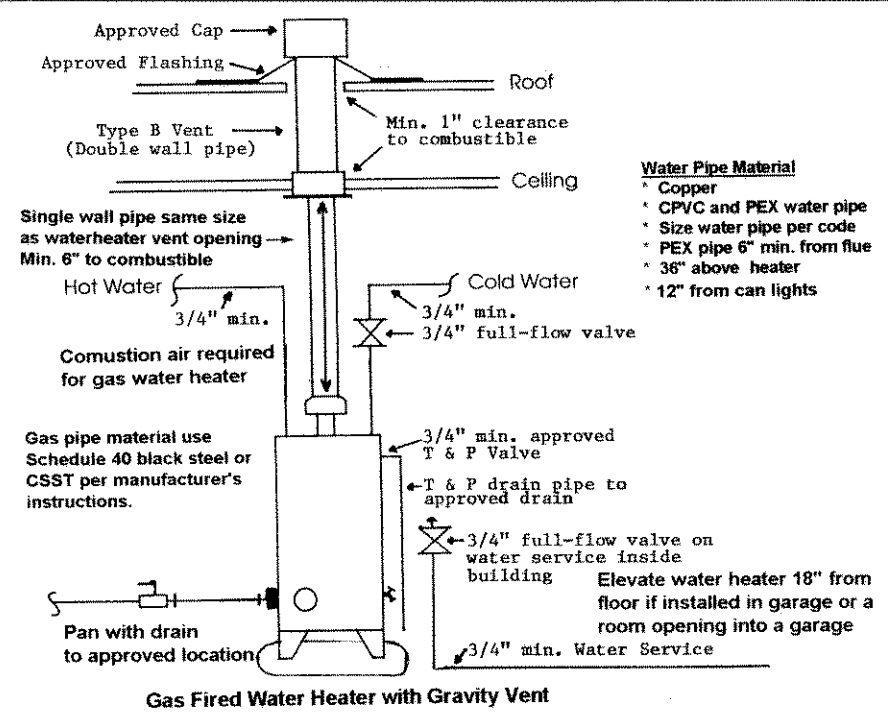 Approved Cap
Approved Flashing
Roof
Type B Vent
(Double wall pipe)
Min. 1" clearance
to combustible
Ceiling
Single wall pipe same size
as waterheater vent opening
Min. 6" to combustible
Water Pipe Material
* Copper
* CPVC and PEX water pipe
* Size water pipe per code
* PEX pipe 6" min. from flue
* 36" above heater
* 12" from can lights
Hot Water
3/4" min.
Cold Water
3/4" min.
3/4" full-flow valve
Comustion air required
for gas water heater
Gas pipe material use
Schedule 40 black steel or
CSST per manufacturer's
instructions.
3/4" min. approved
T & P Valve
T & P drain pipe to
approved drain
3/4" full-flow valve on
water service inside
building
Elevate water heater 18" from
floor if installed in garage or a
room opening into a garage
Pan with drain
to approved location
3/4" min. Water Service
Gas Fired Water Heater with Gravity Vent